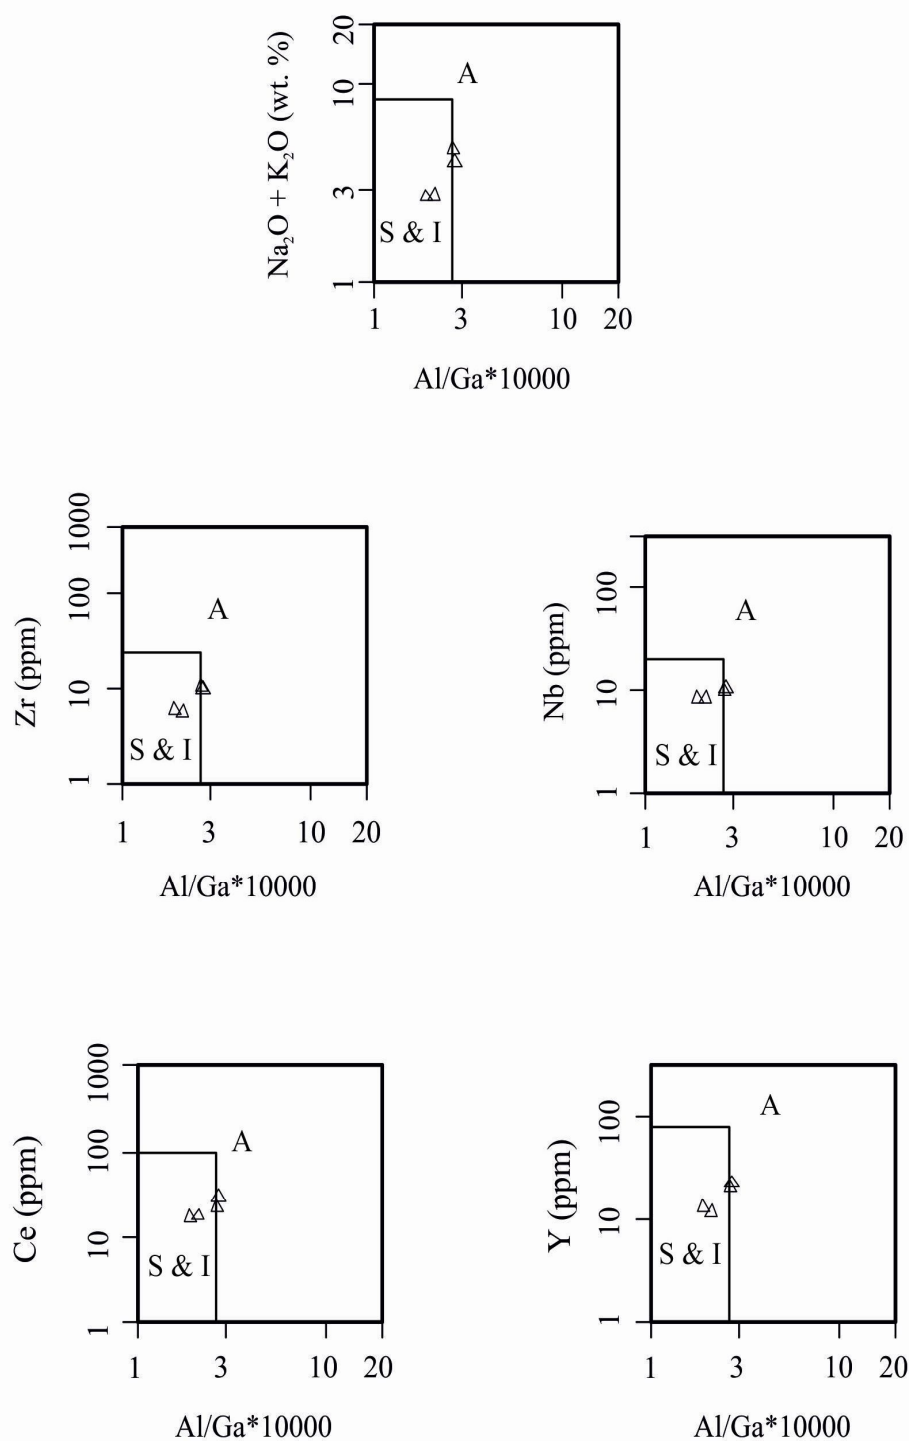 Na₂O + K₂O (wt. %)
20
10
3
1
A
S & I
1 3 10 20
Al/Ga*10000
Zr (ppm)
1000
100
10
1
A
S & I
1 3 10 20
Al/Ga*10000
Nb (ppm)
100
10
1
A
S & I
1 3 10 20
Al/Ga*10000
Ce (ppm)
1000
100
10
1
A
S & I
1 3 10 20
Al/Ga*10000
Y (ppm)
100
10
1
A
S & I
1 3 10 20
Al/Ga*10000